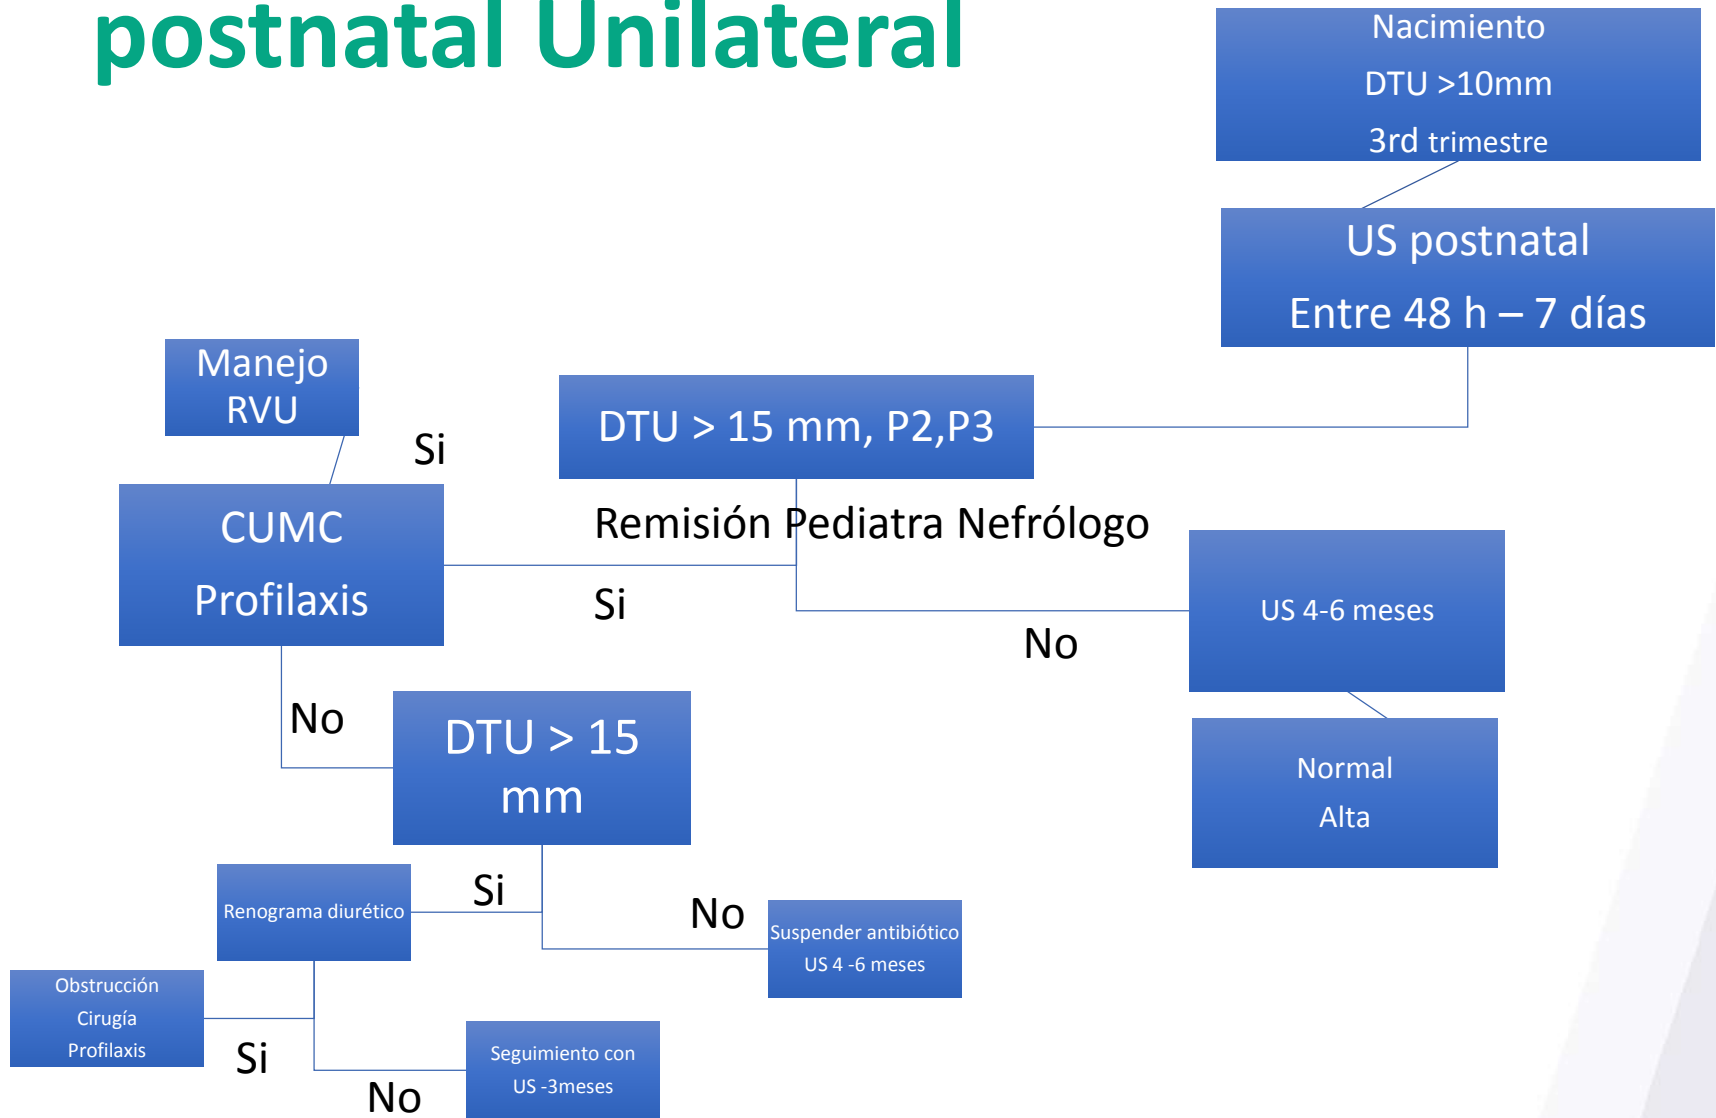 postnatal Unilateral
Nacimiento
DTU >10mm
3rd trimestre
US postnatal
Entre 48 h – 7 días
DTU > 15 mm, P2,P3
Remisión Pediatra Nefrólogo
Manejo
RVU
Si
CUMC
Profilaxis
Si
No
US 4-6 meses
Normal
Alta
No
DTU > 15
mm
Si
Renograma diurético
No
Suspender antibiótico
US 4 -6 meses
Obstrucción
Cirugía
Profilaxis
Si
No
Seguimiento con
US -3meses